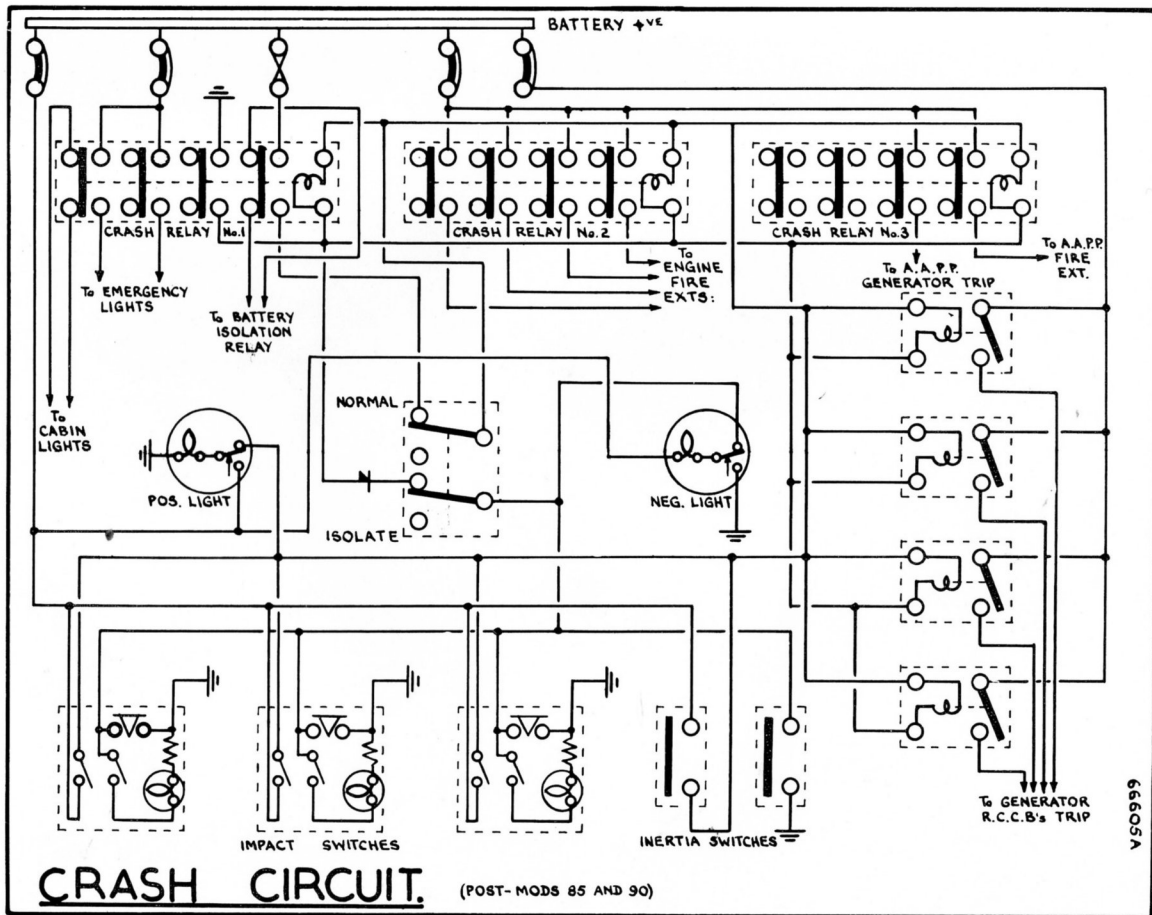 BATTERY +VE
CRASH RELAY No.1
CRASH RELAY No.2
CRASH RELAY No.3
To EMERGENCY
LIGHTS
To BATTERY
ISOLATION
RELAY
To
ENGINE
FIRE
EXTS:
To A.A.P.P.
GENERATOR TRIP
To A.A.P.P.
FIRE
EXT.
To
CABIN
LIGHTS
NORMAL
POS. LIGHT
NEG. LIGHT
ISOLATE
IMPACT SWITCHES
INERTIA SWITCHES
To GENERATOR
R.C.C.B's TRIP
66605A
CRASH CIRCUIT. (POST-MODS 85 AND 90)